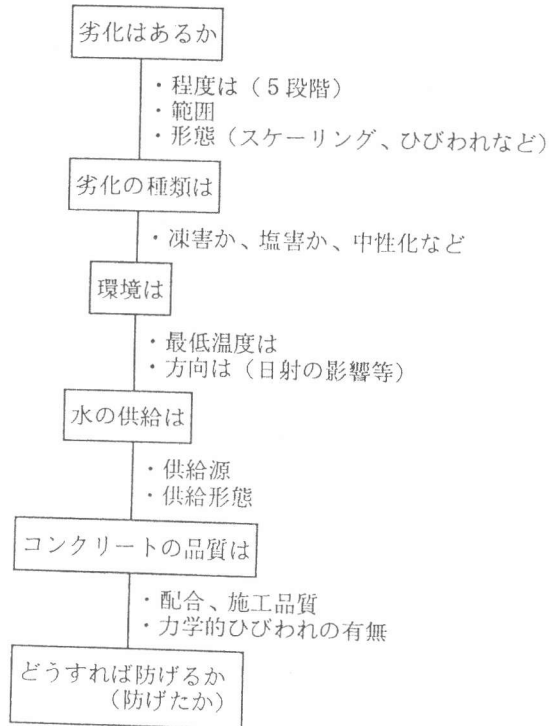 劣化はあるか
・程度は（5段階）
・範囲
・形態（スケーリング、ひびわれなど）
劣化の種類は
・凍害か、塩害か、中性化など
環境は
・最低温度は
・方向は（日射の影響等）
水の供給は
・供給源
・供給形態
コンクリートの品質は
・配合、施工品質
・力学的ひびわれの有無
どうすれば防げるか
（防げたか）